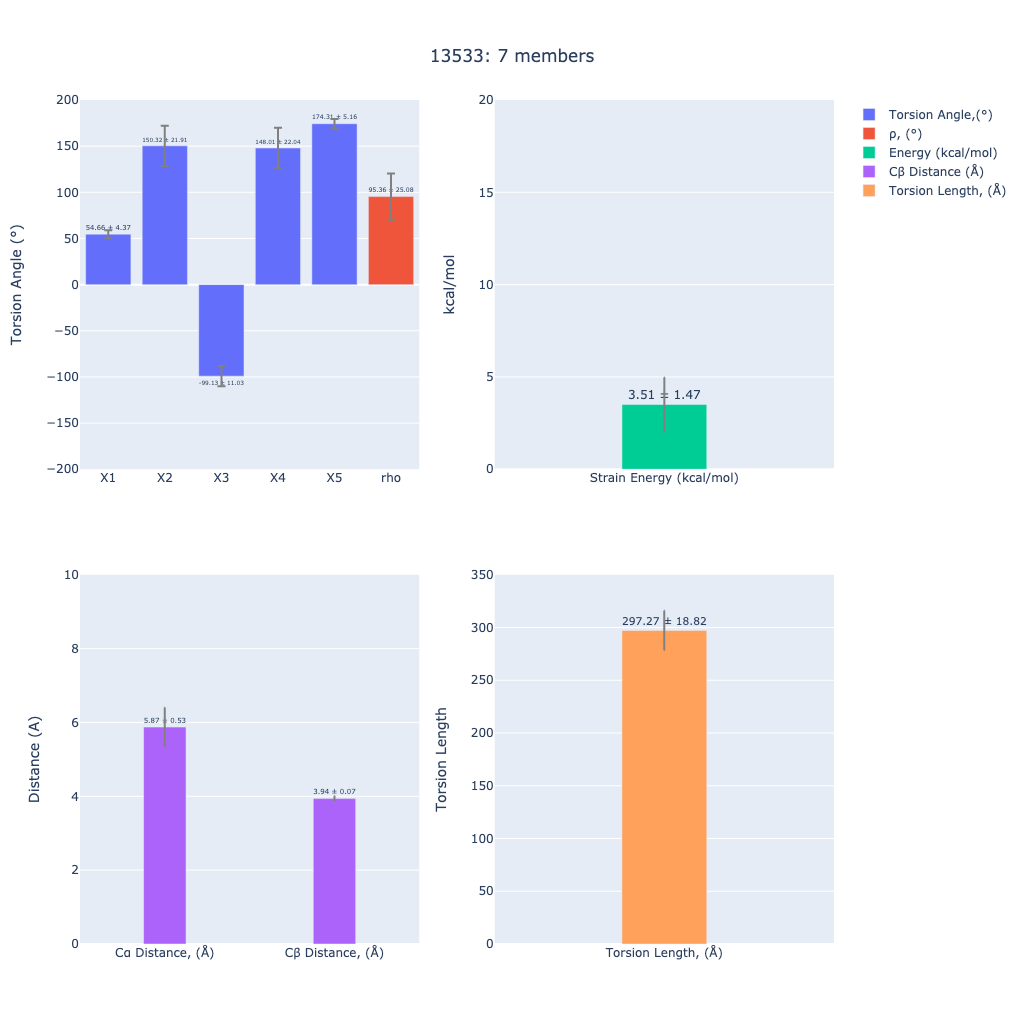 13533: 7 members
Torsion Angle (°)
200
150
100
50
0
−50
−100
−150
−200
54.66 ± 4.37
150.32 ± 21.91
-99.13 ± 11.03
148.01 ± 22.04
174.31 ± 5.16
95.36 ± 25.08
X1 X2 X3 X4 X5 rho
kcal/mol
20
15
10
5
0
3.51 ± 1.47
Strain Energy (kcal/mol)
Torsion Angle,(°)
ρ, (°)
Energy (kcal/mol)
Cβ Distance (Å)
Torsion Length, (Å)
Distance (A)
10
8
6
4
2
0
5.87 ± 0.53
3.94 ± 0.07
Cα Distance, (Å) Cβ Distance, (Å)
Torsion Length
350
300
250
200
150
100
50
0
297.27 ± 18.82
Torsion Length, (Å)